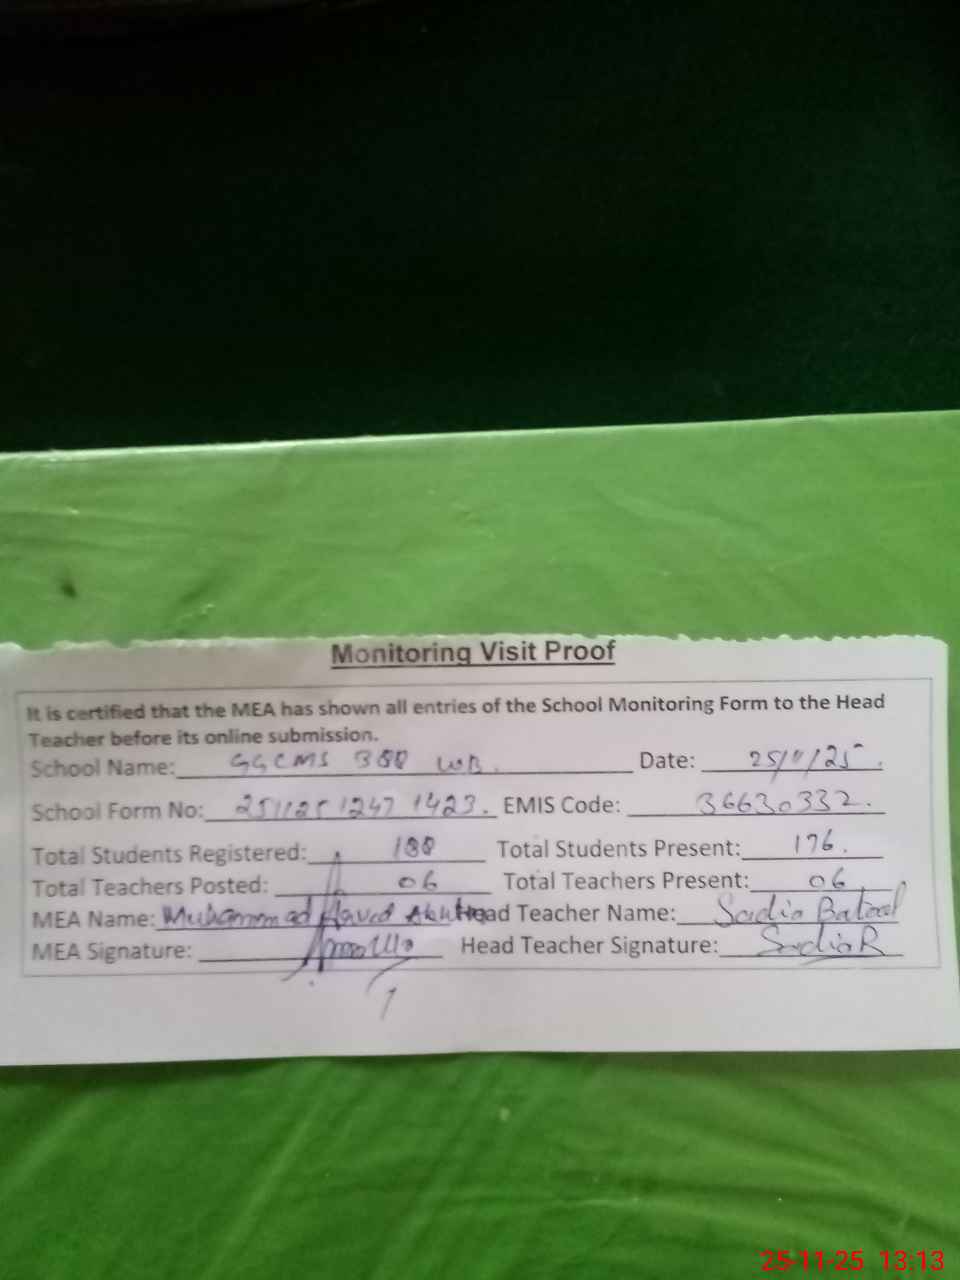 Monitoring Visit Proof
It is certified that the MEA has shown all entries of the School Monitoring Form to the Head
Teacher before its online submission.
School Name: GGCMS 388 WB. Date: 25/11/25.
School Form No: 251125 1247 1423. EMIS Code: 36630332.
Total Students Registered: 188 Total Students Present: 176.
Total Teachers Posted: 06 Total Teachers Present: 06
MEA Name: Muhammad Head Teacher Name: Sadia Batool
MEA Signature: Head Teacher Signature: Sadia R
25-11-25 13:13